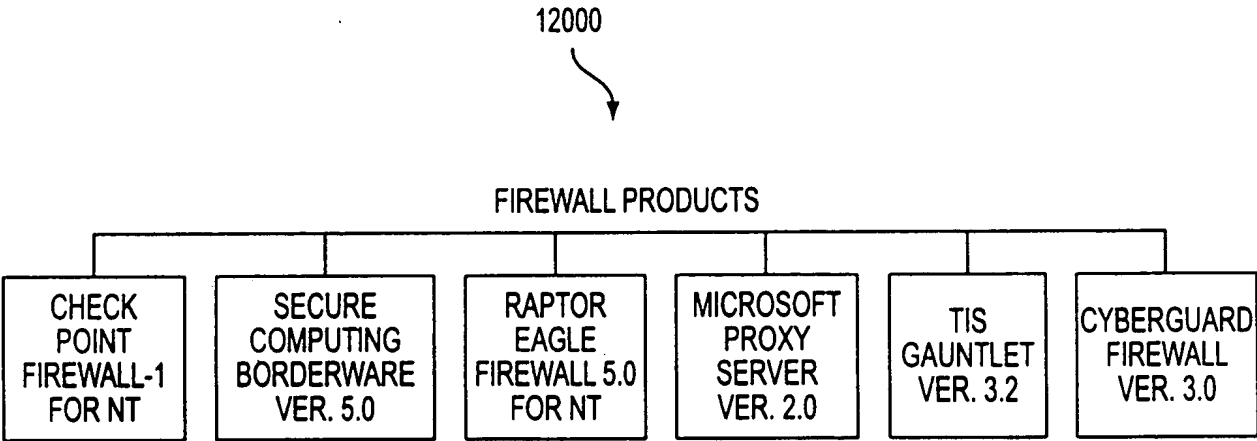 12000
FIREWALL PRODUCTS
CHECK
POINT
FIREWALL-1
FOR NT
SECURE
COMPUTING
BORDERWARE
VER. 5.0
RAPTOR
EAGLE
FIREWALL 5.0
FOR NT
MICROSOFT
PROXY
SERVER
VER. 2.0
TIS
GAUNTLET
VER. 3.2
CYBERGUARD
FIREWALL
VER. 3.0